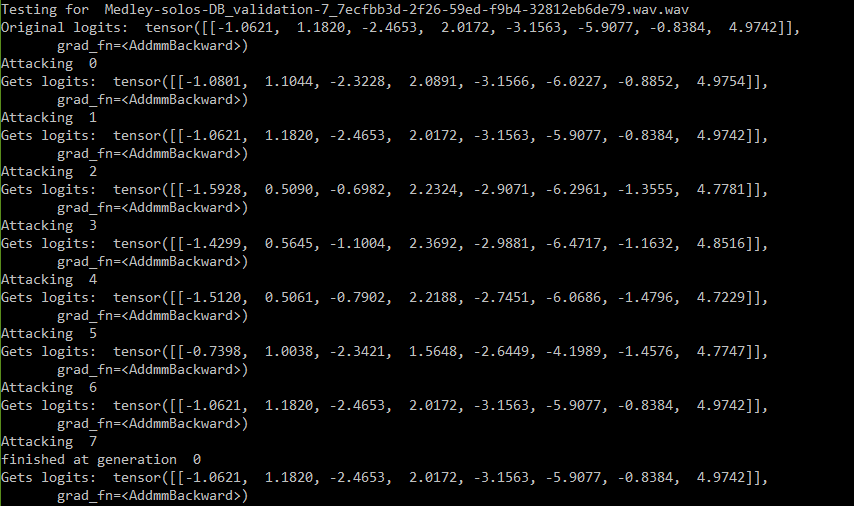 Testing for  Medley-solos-DB_validation-7_7ecfbb3d-2f26-59ed-f9b4-32812eb6de79.wav.wav
Original logits:  tensor([[-1.0621,  1.1820, -2.4653,  2.0172, -3.1563, -5.9077, -0.8384,  4.9742]],
       grad_fn=<AddmmBackward>)
Attacking  0
Gets logits:  tensor([[-1.0801,  1.1044, -2.3228,  2.0891, -3.1566, -6.0227, -0.8852,  4.9754]],
       grad_fn=<AddmmBackward>)
Attacking  1
Gets logits:  tensor([[-1.0621,  1.1820, -2.4653,  2.0172, -3.1563, -5.9077, -0.8384,  4.9742]],
       grad_fn=<AddmmBackward>)
Attacking  2
Gets logits:  tensor([[-1.5928,  0.5090, -0.6982,  2.2324, -2.9071, -6.2961, -1.3555,  4.7781]],
       grad_fn=<AddmmBackward>)
Attacking  3
Gets logits:  tensor([[-1.4299,  0.5645, -1.1004,  2.3692, -2.9881, -6.4717, -1.1632,  4.8516]],
       grad_fn=<AddmmBackward>)
Attacking  4
Gets logits:  tensor([[-1.5120,  0.5061, -0.7902,  2.2188, -2.7451, -6.0686, -1.4796,  4.7229]],
       grad_fn=<AddmmBackward>)
Attacking  5
Gets logits:  tensor([[-0.7398,  1.0038, -2.3421,  1.5648, -2.6449, -4.1989, -1.4576,  4.7747]],
       grad_fn=<AddmmBackward>)
Attacking  6
Gets logits:  tensor([[-1.0621,  1.1820, -2.4653,  2.0172, -3.1563, -5.9077, -0.8384,  4.9742]],
       grad_fn=<AddmmBackward>)
Attacking  7
finished at generation  0
Gets logits:  tensor([[-1.0621,  1.1820, -2.4653,  2.0172, -3.1563, -5.9077, -0.8384,  4.9742]],
       grad_fn=<AddmmBackward>)